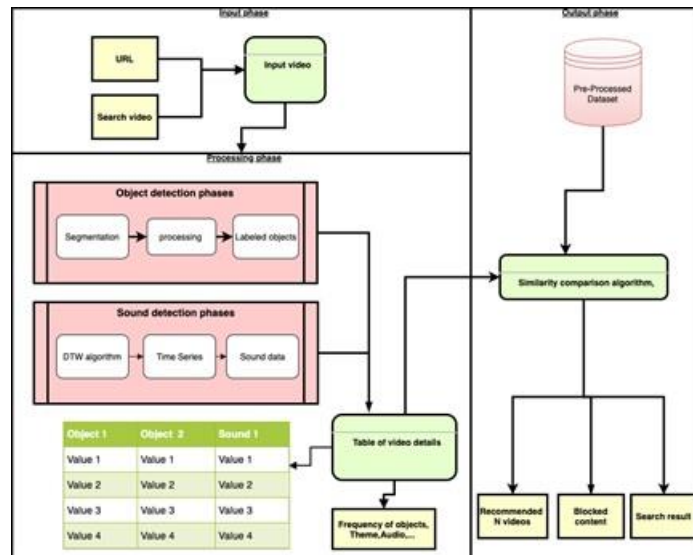 Input phase
URL
Search video
Input video
Processing phase
Object detection phases
Segmentation
processing
Labeled objects
Sound detection phases
DTW algorithm
Time Series
Sound data
Object 1 Object 2 Sound 1
Value 1 Value 1 Value 1
Value 2 Value 2 Value 2
Value 3 Value 3 Value 3
Value 4 Value 4 Value 4
Table of video details
Frequency of objects,
Theme,Audio,...
Output phase
Pre-Processed
Dataset
Similarity comparison algorithm,
Recommended
N videos
Blocked
content
Search result